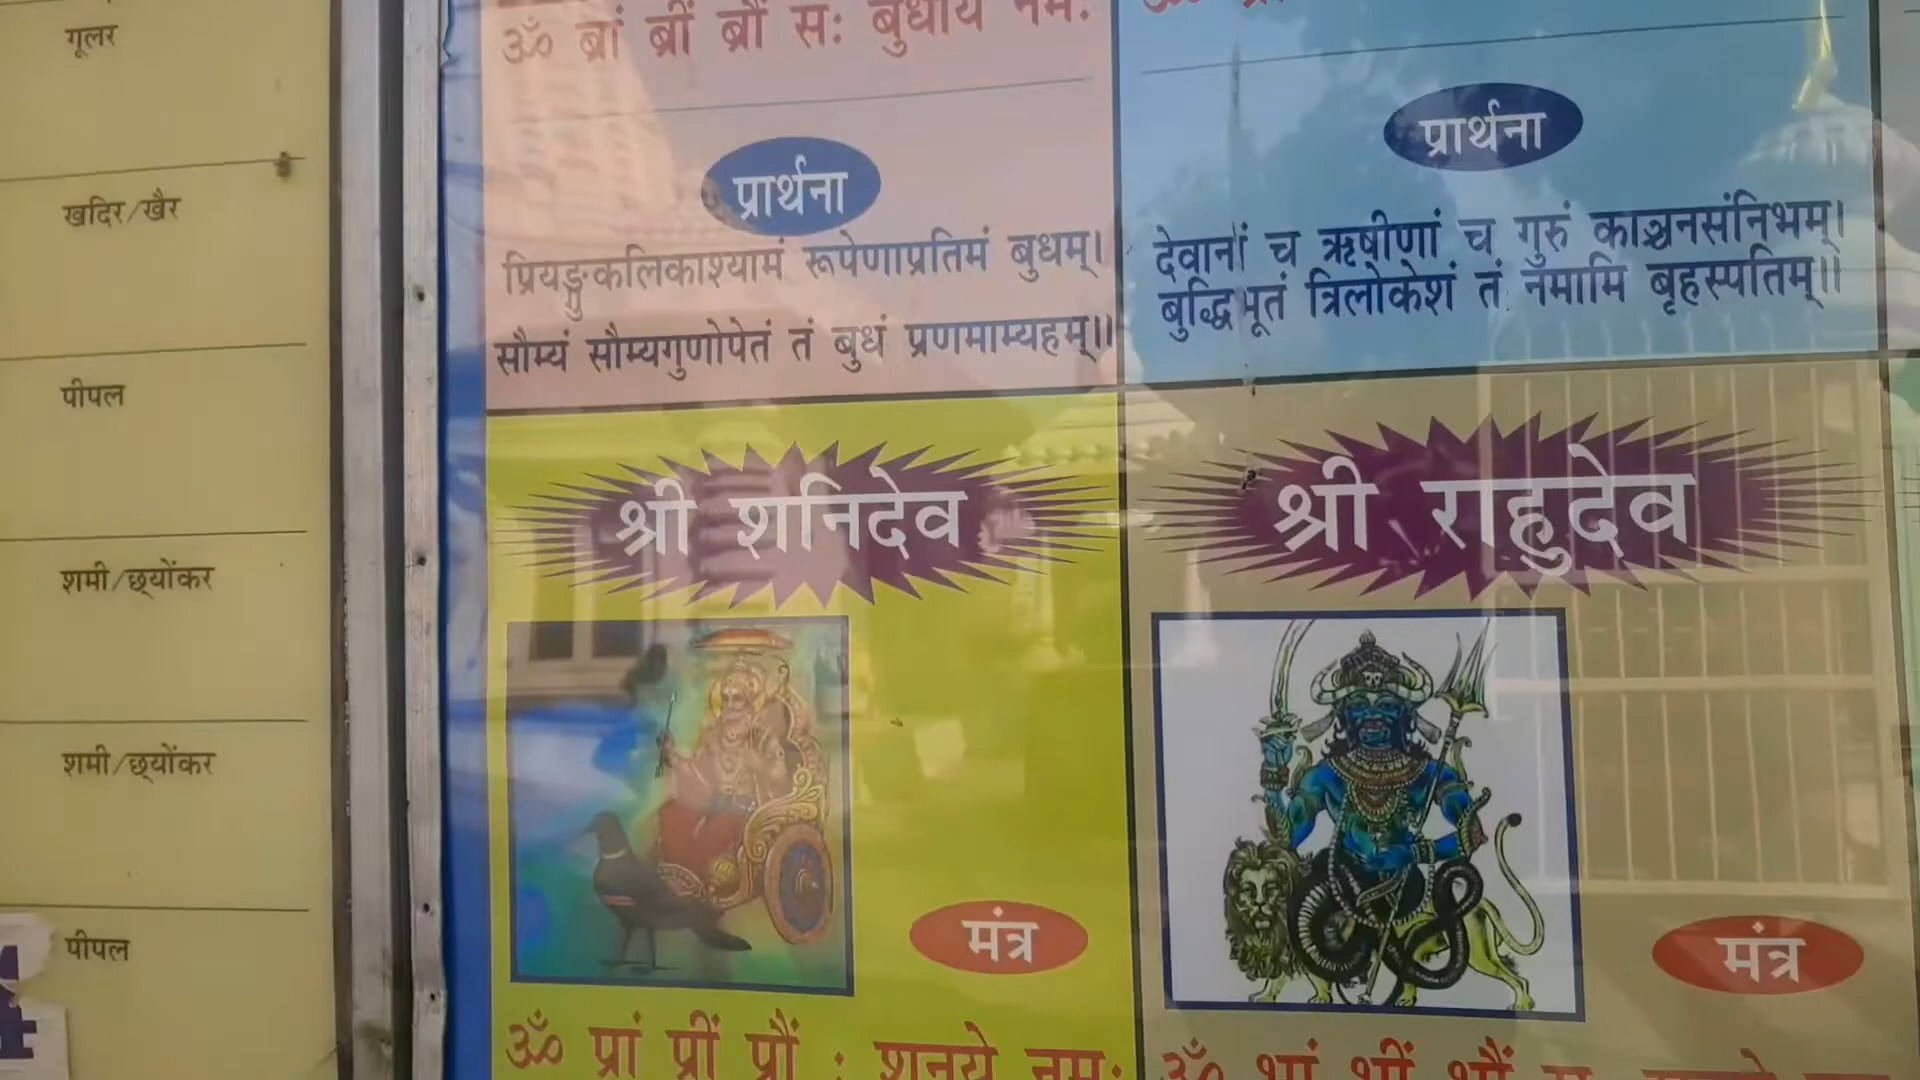 गूलर
खदिर/खैर
पीपल
शमी/छ्योंकर
शमी/छ्योंकर
पीपल
ॐ ब्रां ब्रीं ब्रौं सः बुधाय नमः
प्रार्थना
प्रियङ्गुकलिकाश्यामं रूपेणाप्रतिमं बुधम्।
सौम्यं सौम्यगुणोपेतं तं बुधं प्रणमाम्यहम्॥
प्रार्थना
देवानां च ऋषीणां च गुरुं काञ्चनसंनिभम्।
बुद्धिभूतं त्रिलोकेशं तं नमामि बृहस्पतिम्॥
श्री शनिदेव
मंत्र
ॐ प्रां प्रीं प्रौं : शनये नमः
श्री राहुदेव
मंत्र
ॐ भ्रां भ्रीं भ्रौं